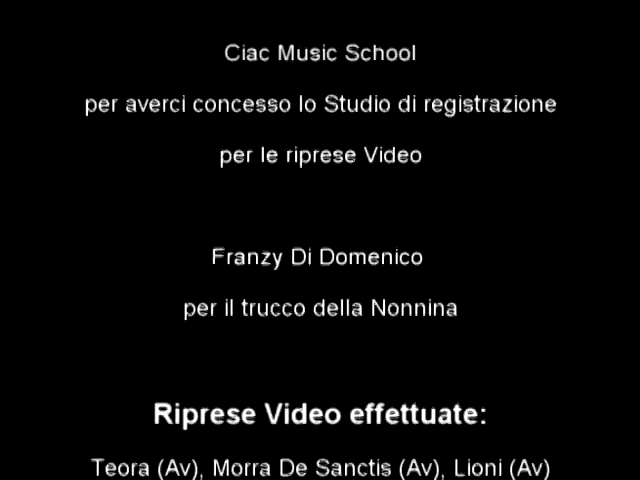 Ciac Music School
per averci concesso lo Studio di registrazione
per le riprese Video
Franzy Di Domenico
per il trucco della Nonnina
Riprese Video effettuate:
Teora (Av), Morra De Sanctis (Av), Lioni (Av)